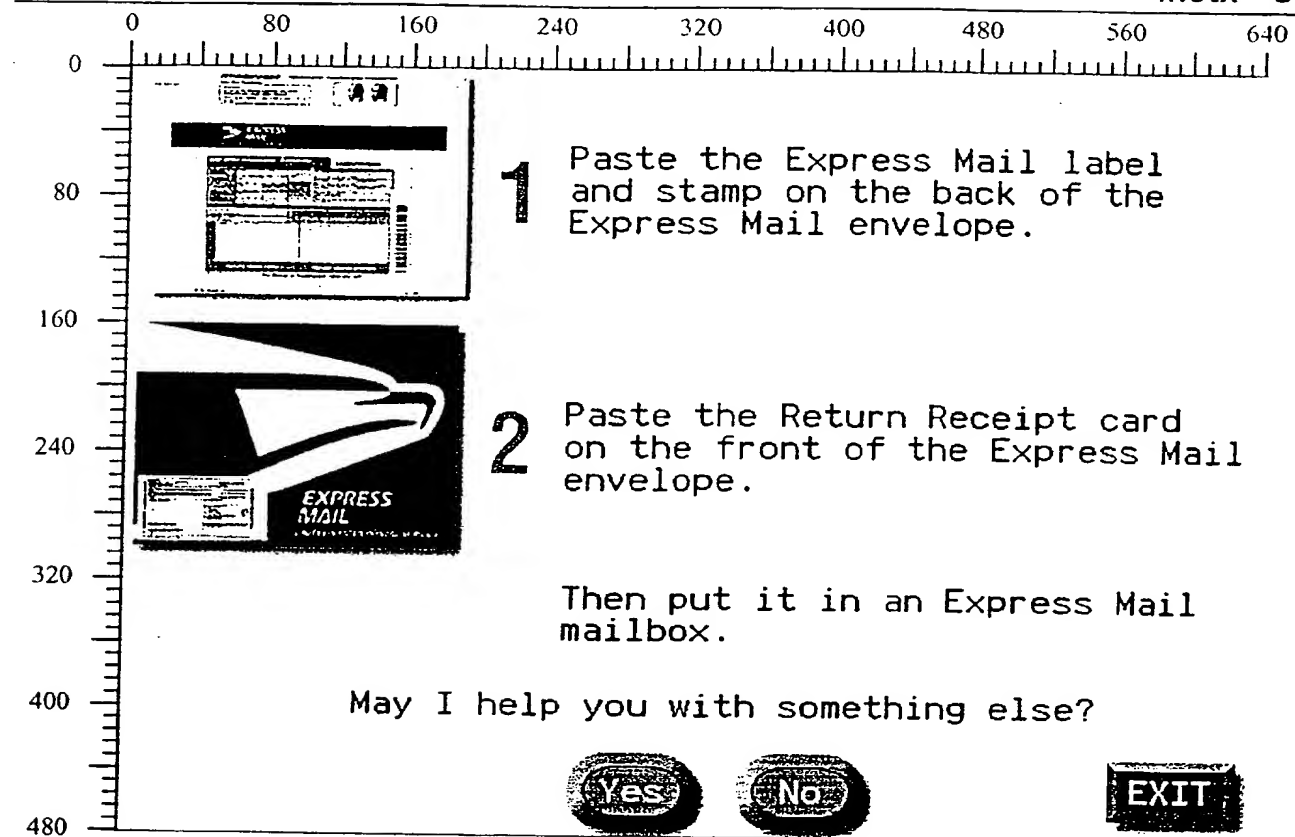 0 80 160 240 320 400 480 560 640
0
80
160
240
320
400
480
EXPRESS
MAIL
1
Paste the Express Mail label
and stamp on the back of the
Express Mail envelope.
EXPRESS
MAIL
2
Paste the Return Receipt card
on the front of the Express Mail
envelope.
Then put it in an Express Mail
mailbox.
May I help you with something else?
Yes No EXIT